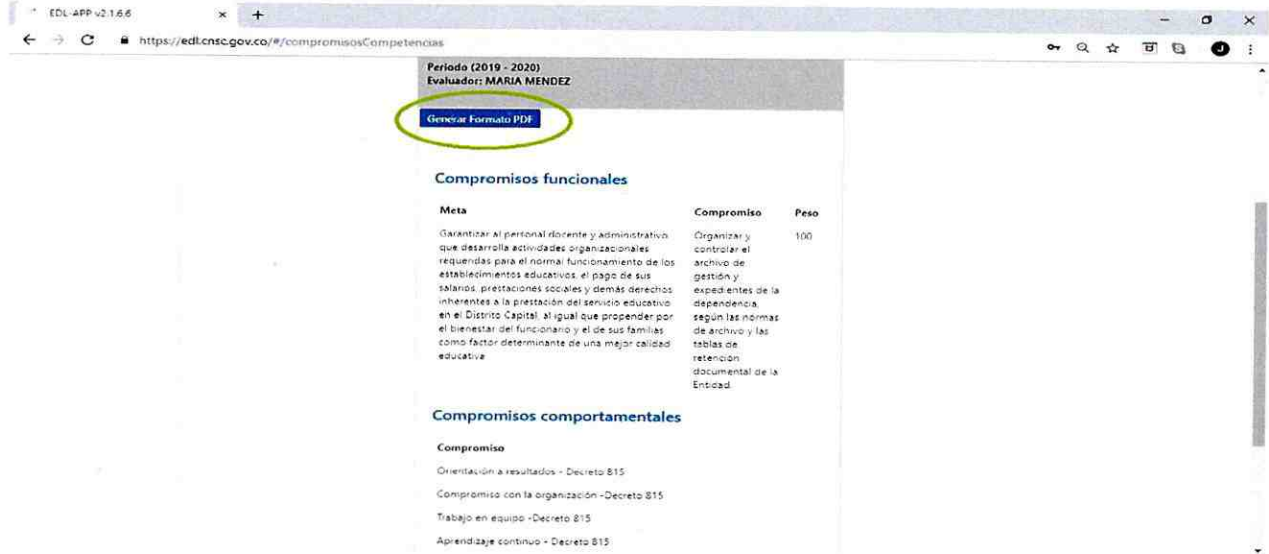 EDL-APP v2.1.6.6
https://edl.cnsc.gov.co/#/compromisosCompetencias
Periodo (2019 - 2020)
Evaluador: MARIA MENDEZ
Generar Formato PDF
Compromisos funcionales
Meta Compromiso Peso
Garantizar al personal docente y administrativo
que desarrolla actividades organizacionales
requeridas para el normal funcionamiento de los
establecimientos educativos, el pago de sus
salarios, prestaciones sociales y demás derechos
inherentes a la prestación del servicio educativo
en el Distrito Capital, al igual que propender por
el bienestar del funcionario y el de sus familias
como factor determinante de una mejor calidad
educativa
Organizar y
controlar el
archivo de
gestión y
expedientes de la
dependencia,
según las normas
de archivo y las
tablas de
retención
documental de la
Entidad.
100
Compromisos comportamentales
Compromiso
Orientación a resultados - Decreto 815
Compromiso con la organización -Decreto 815
Trabajo en equipo -Decreto 815
Aprendizaje continuo - Decreto 815